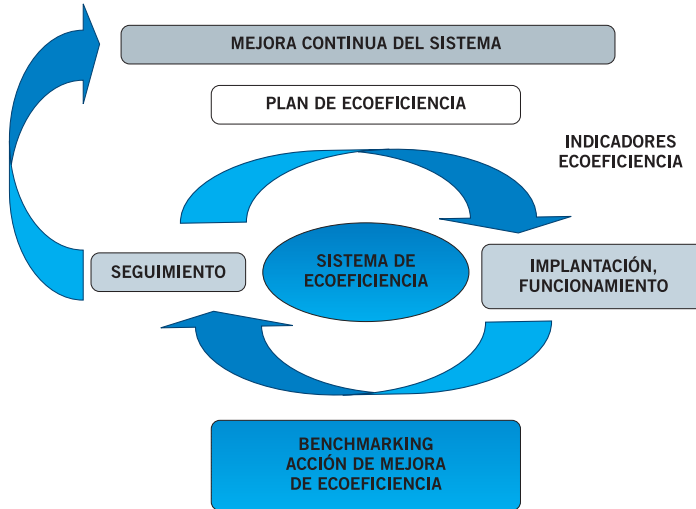 MEJORA CONTINUA DEL SISTEMA
PLAN DE ECOEFICIENCIA
INDICADORES
ECOEFICIENCIA
SEGUIMIENTO
SISTEMA DE
ECOEFICIENCIA
IMPLANTACIÓN,
FUNCIONAMIENTO
BENCHMARKING
ACCIÓN DE MEJORA
DE ECOEFICIENCIA